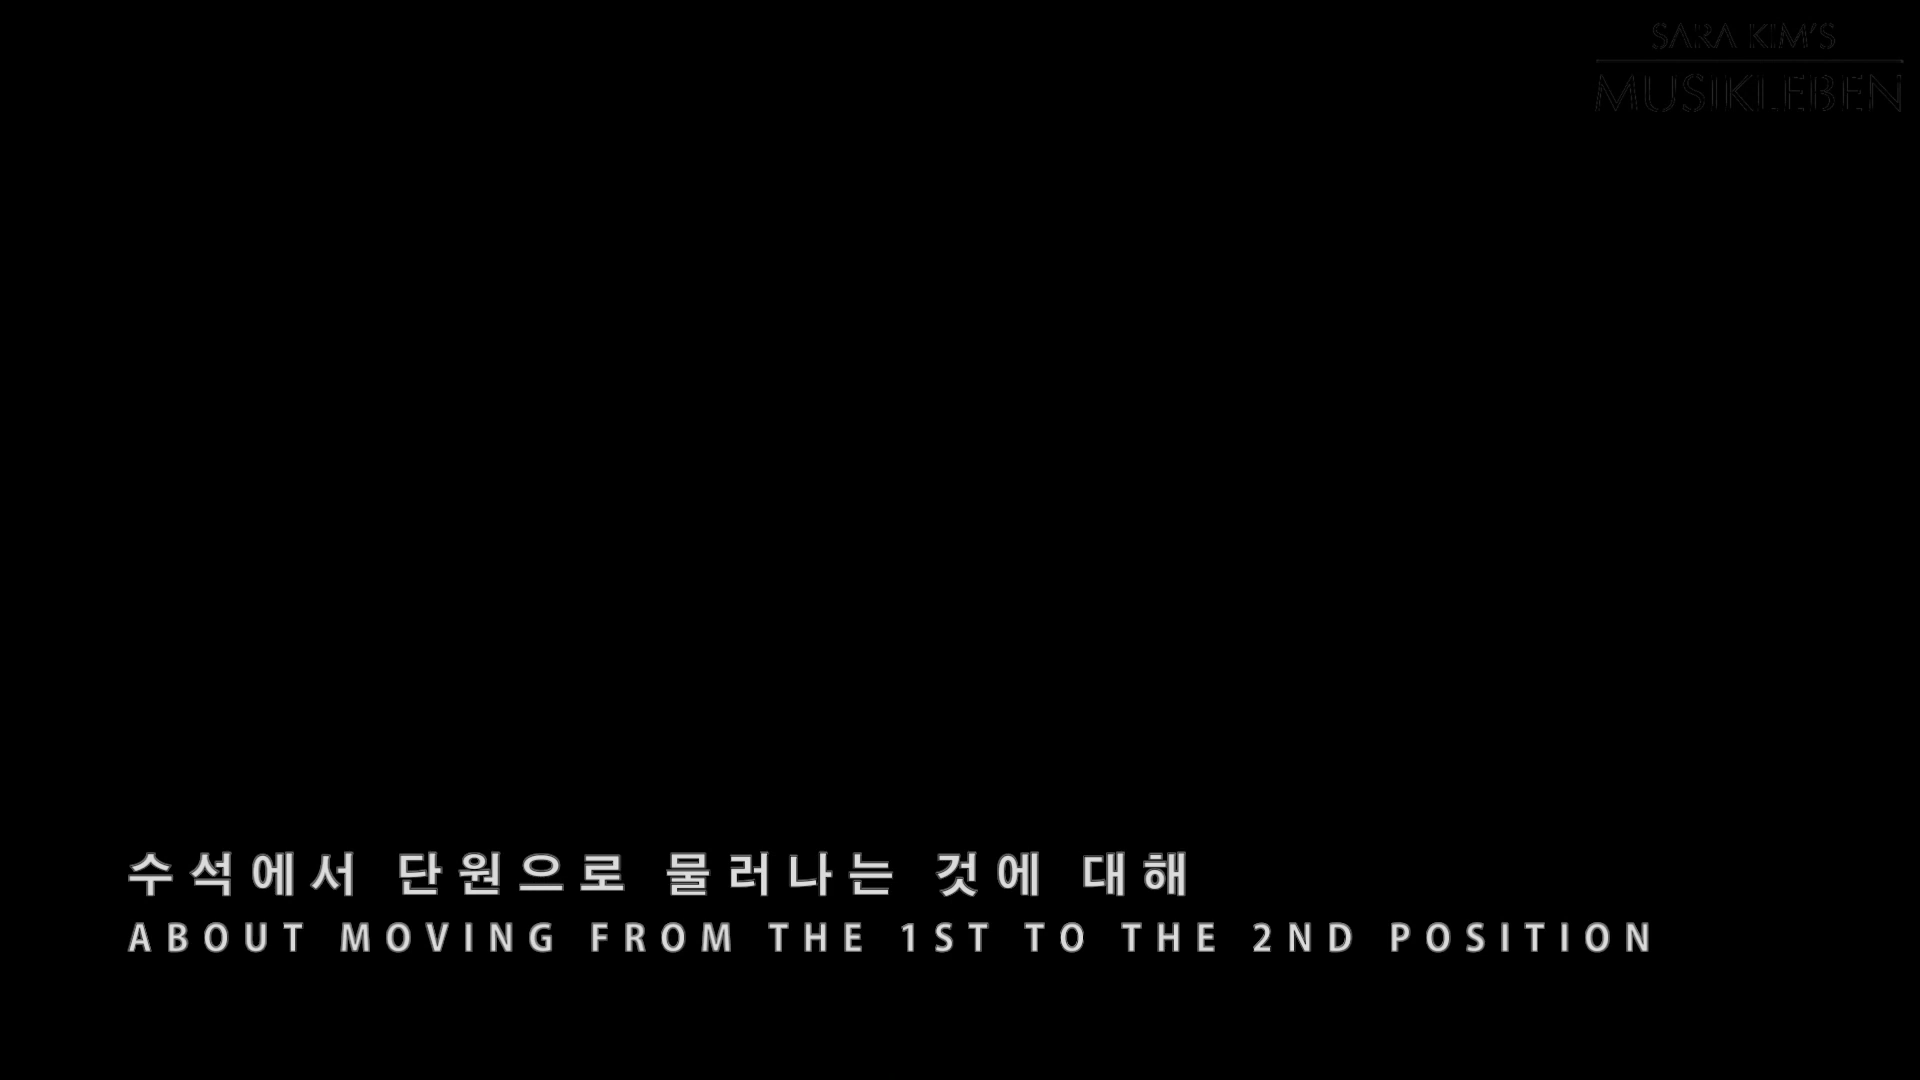 SARA KIM'S
MUSIKLEBEN
수석에서 단원으로 물러나는 것에 대해
ABOUT MOVING FROM THE 1ST TO THE 2ND POSITION